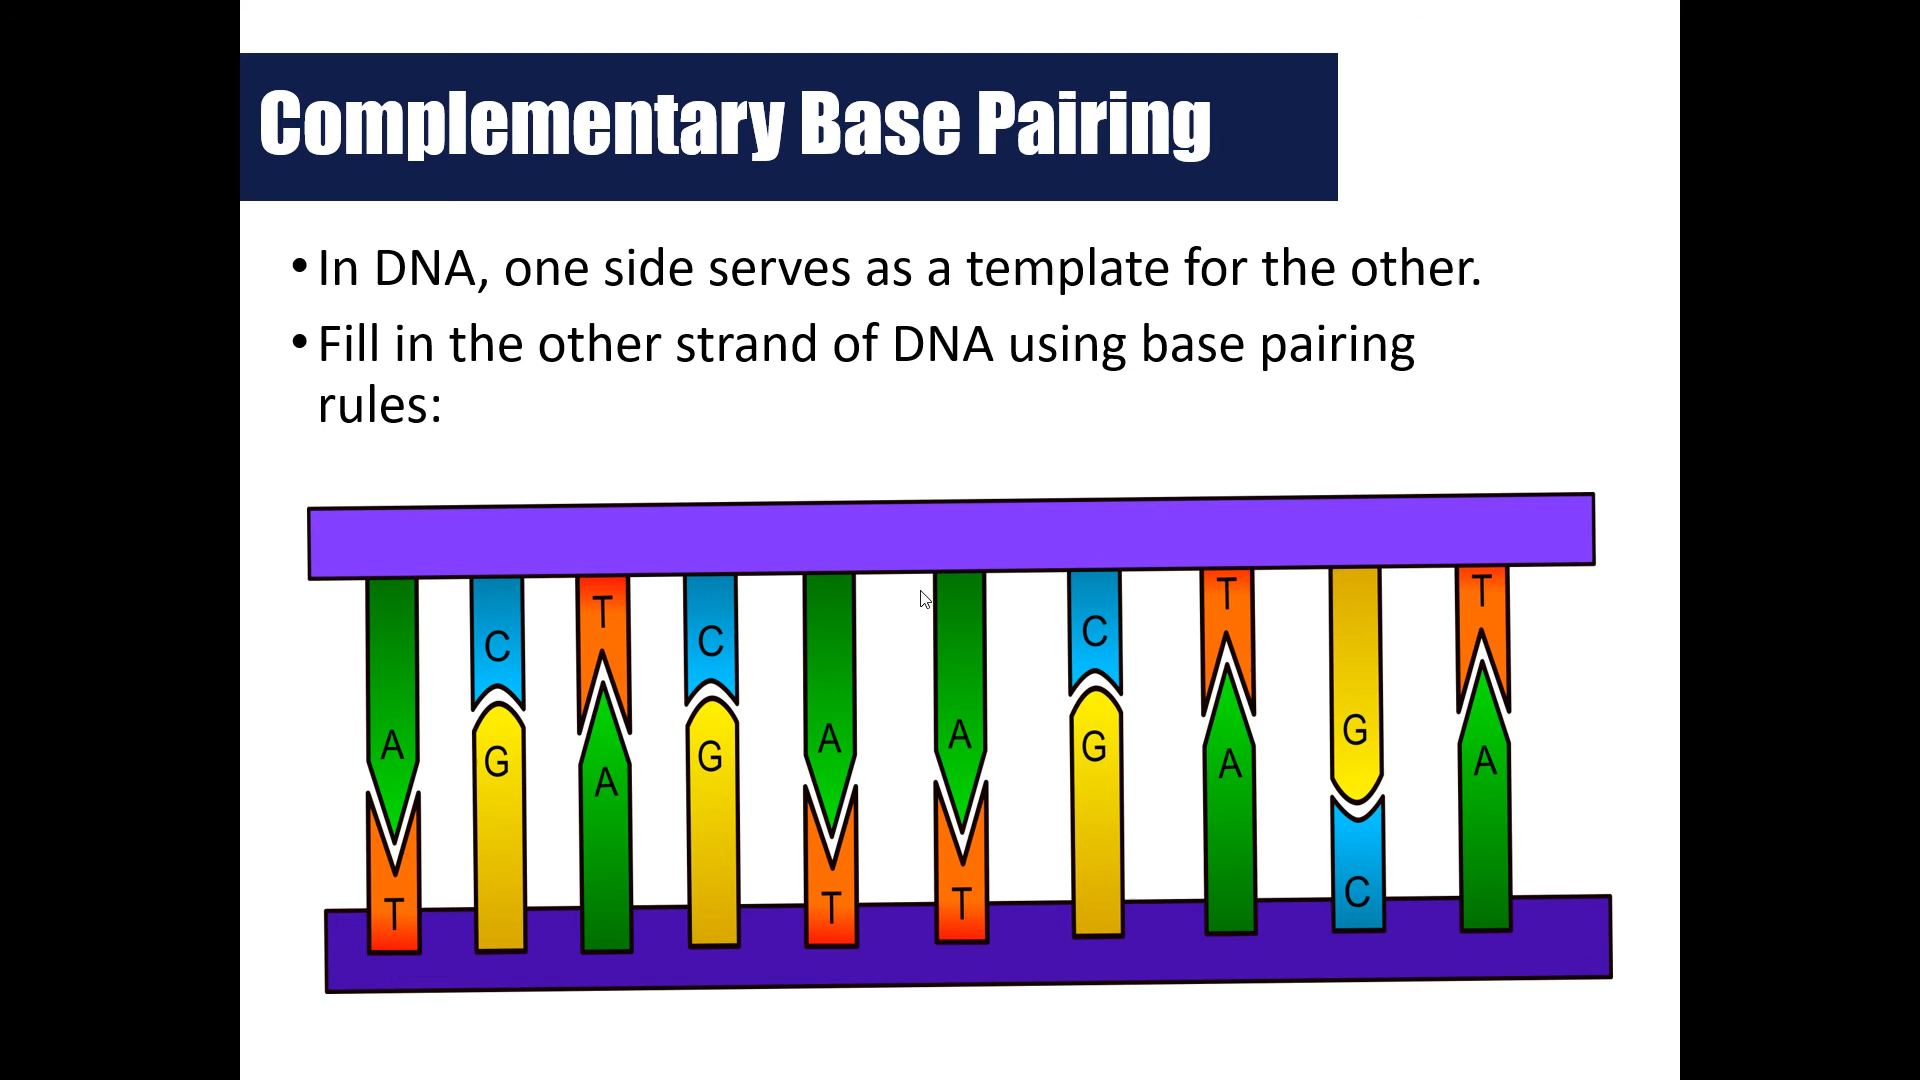 Complementary Base Pairing
• In DNA, one side serves as a template for the other.
• Fill in the other strand of DNA using base pairing
rules:
A C T C A A C T G T
T G A G T T G A C A